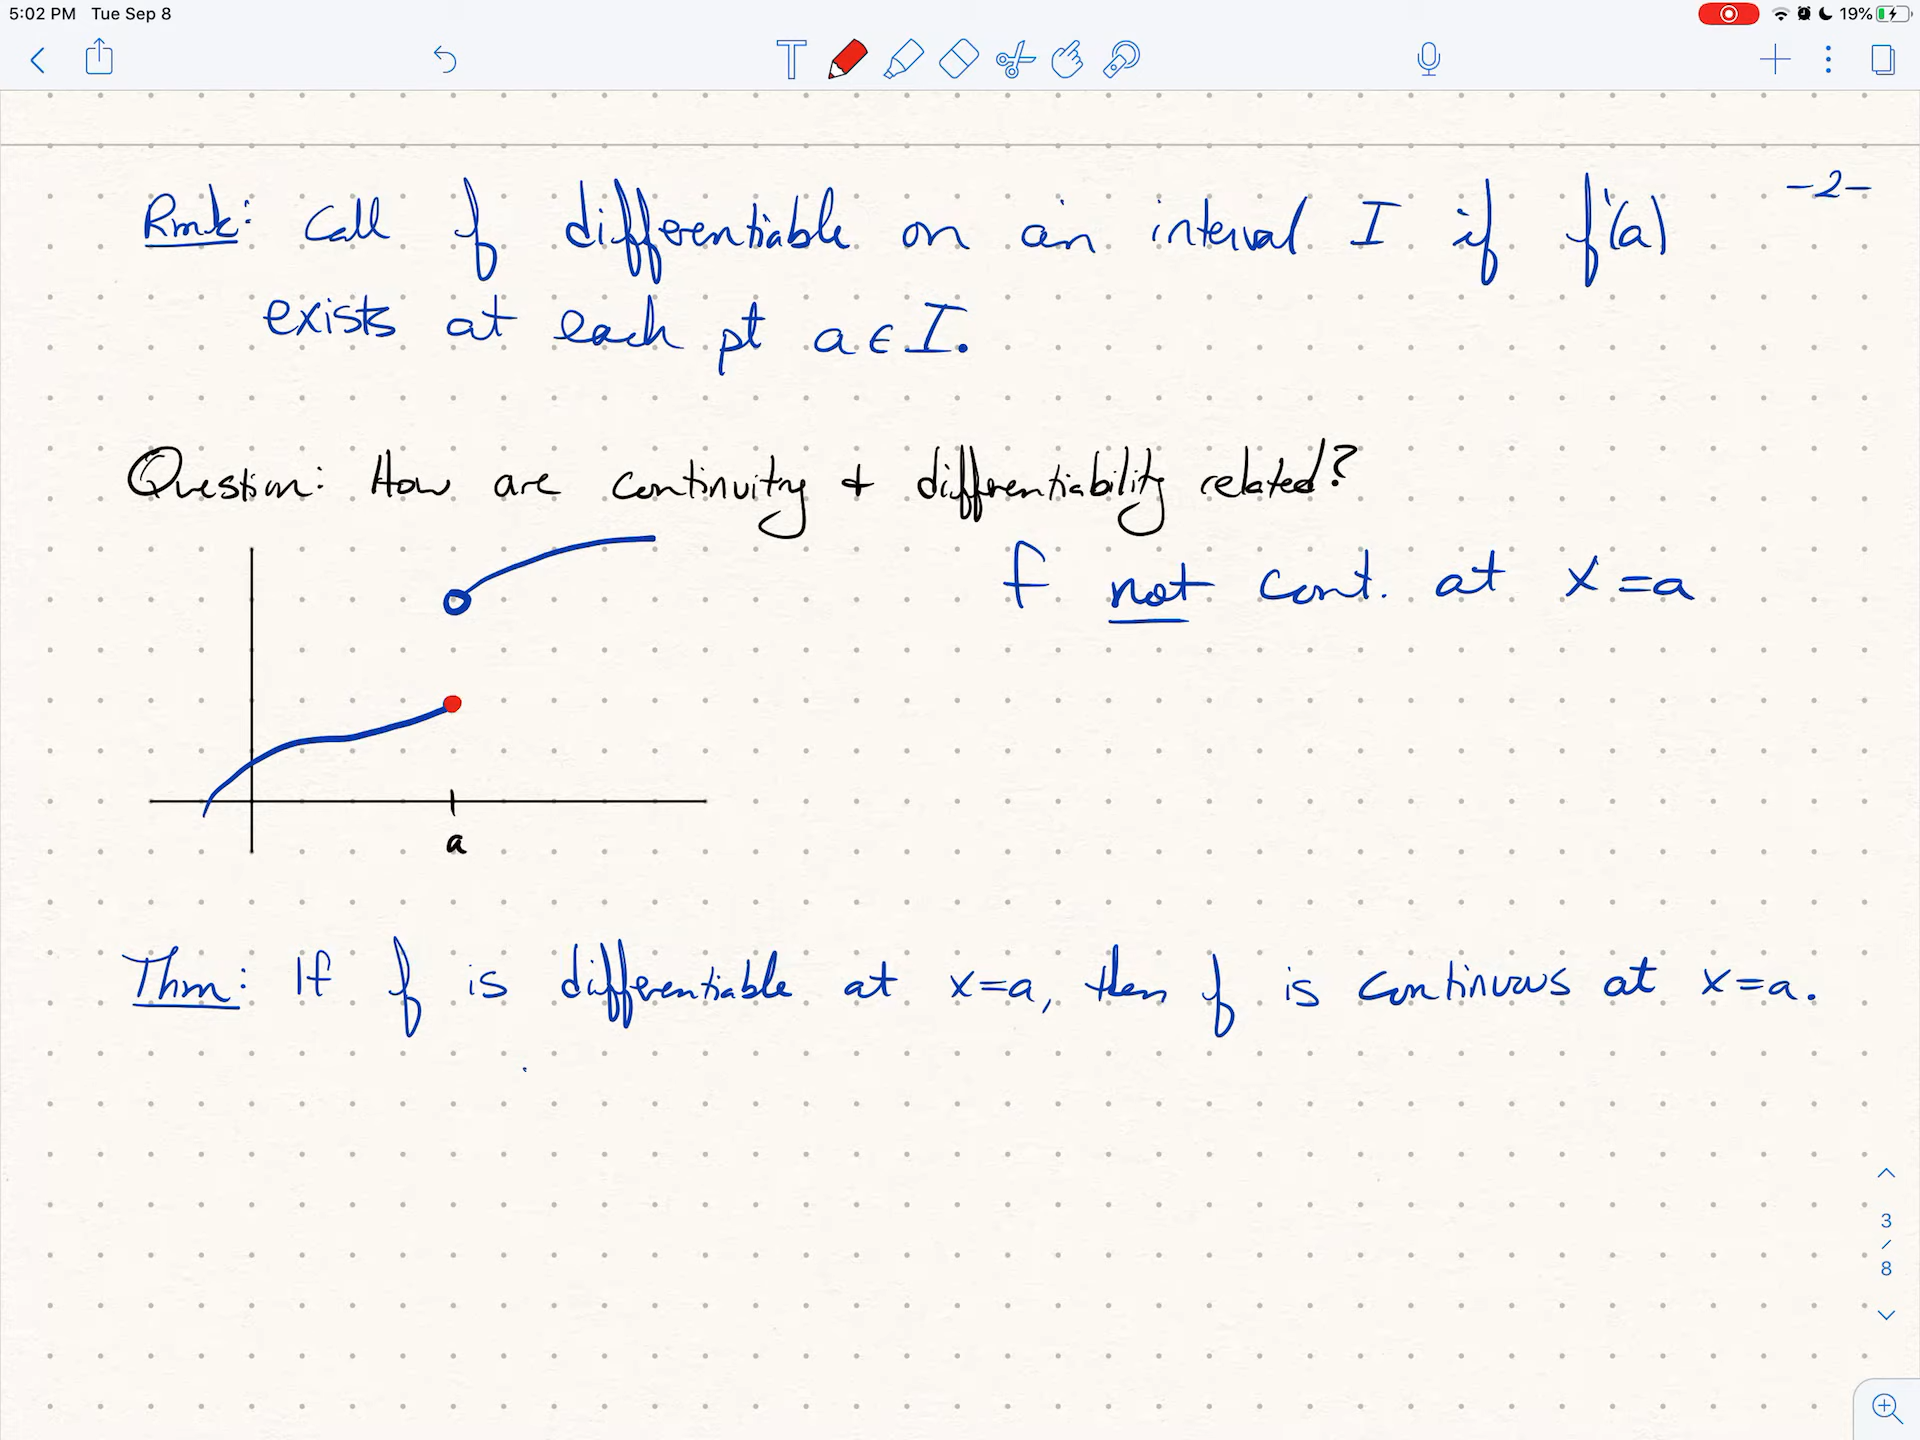 5:02 PM Tue Sep 8
19%
-2-
Rmk: Call f differentiable on an interval I if f'(a)
exists at each pt a ∈ I.
Question: How are continuity + differentiability related?
f not cont. at x=a
a
Thm: If f is differentiable at x=a, then f is continuous at x=a.
3
/
8